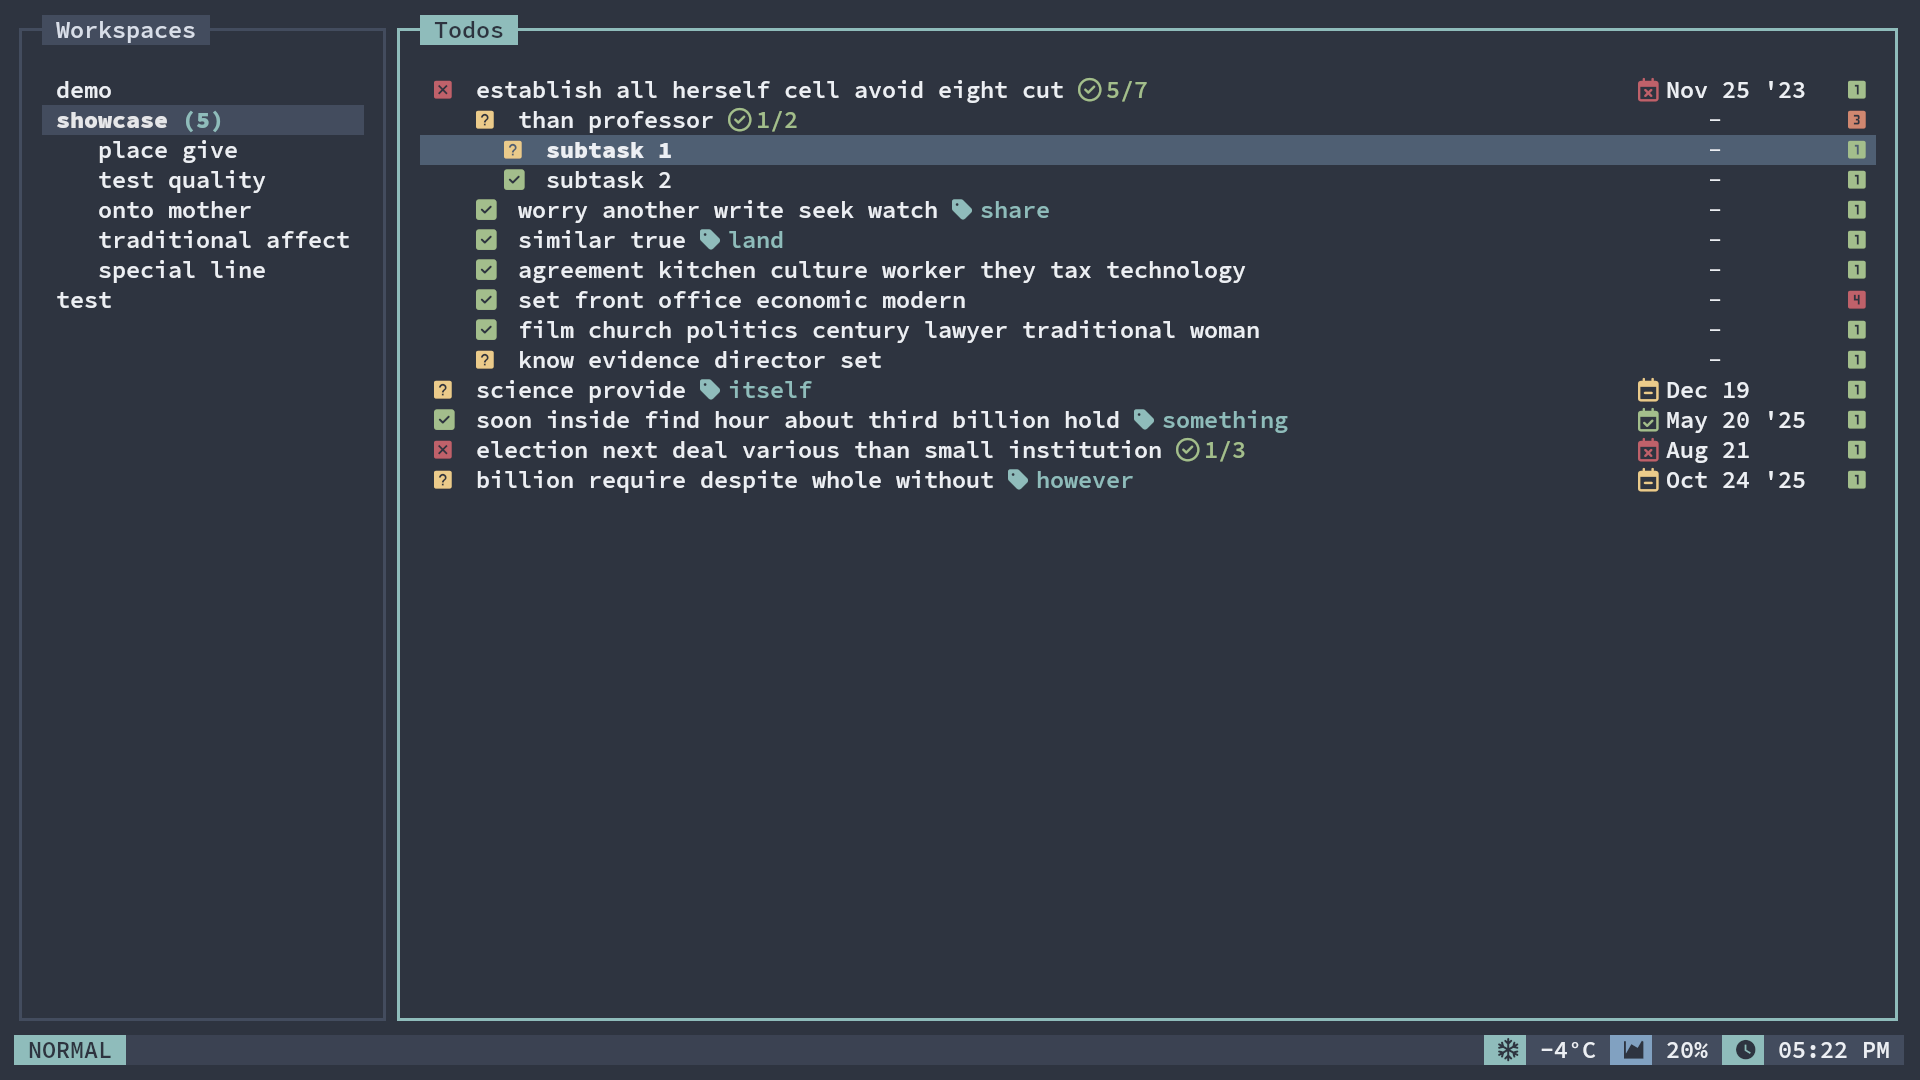 Workspaces
demo
showcase (5)
place give
test quality
onto mother
traditional affect
special line
test
Todos
establish all herself cell avoid eight cut 5/7 Nov 25 '23 1
? than professor 1/2 - 3
? subtask 1 - 1
subtask 2 - 1
worry another write seek watch share - 1
similar true land - 1
agreement kitchen culture worker they tax technology - 1
set front office economic modern - 4
film church politics century lawyer traditional woman - 1
? know evidence director set - 1
? science provide itself Dec 19 1
soon inside find hour about third billion hold something May 20 '25 1
election next deal various than small institution 1/3 Aug 21 1
? billion require despite whole without however Oct 24 '25 1
NORMAL -4°C 20% 05:22 PM